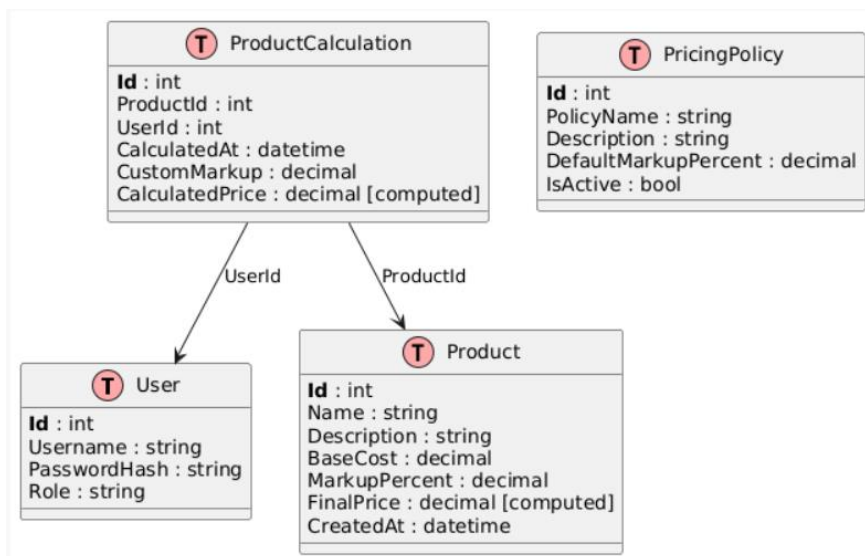 T ProductCalculation
Id : int
ProductId : int
UserId : int
CalculatedAt : datetime
CustomMarkup : decimal
CalculatedPrice : decimal [computed]
T PricingPolicy
Id : int
PolicyName : string
Description : string
DefaultMarkupPercent : decimal
IsActive : bool
UserId
ProductId
T User
Id : int
Username : string
PasswordHash : string
Role : string
T Product
Id : int
Name : string
Description : string
BaseCost : decimal
MarkupPercent : decimal
FinalPrice : decimal [computed]
CreatedAt : datetime